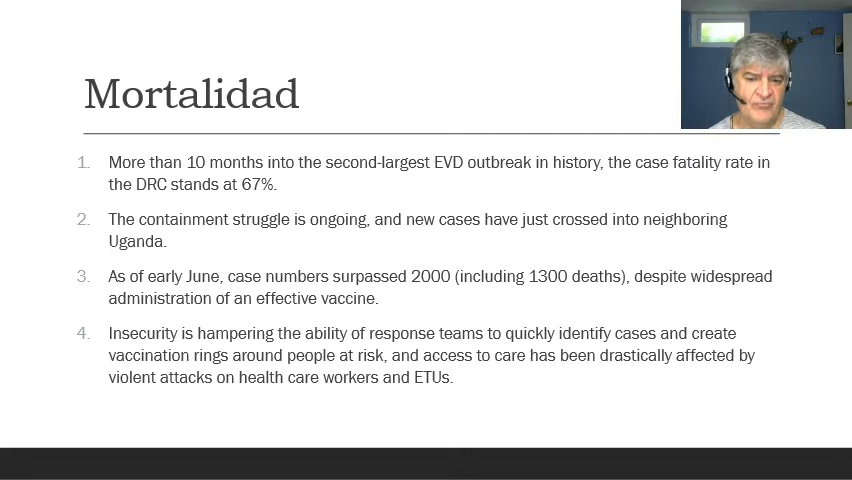 Mortalidad
1. More than 10 months into the second-largest EVD outbreak in history, the case fatality rate in
the DRC stands at 67%.
2. The containment struggle is ongoing, and new cases have just crossed into neighboring
Uganda.
3. As of early June, case numbers surpassed 2000 (including 1300 deaths), despite widespread
administration of an effective vaccine.
4. Insecurity is hampering the ability of response teams to quickly identify cases and create
vaccination rings around people at risk, and access to care has been drastically affected by
violent attacks on health care workers and ETUs.